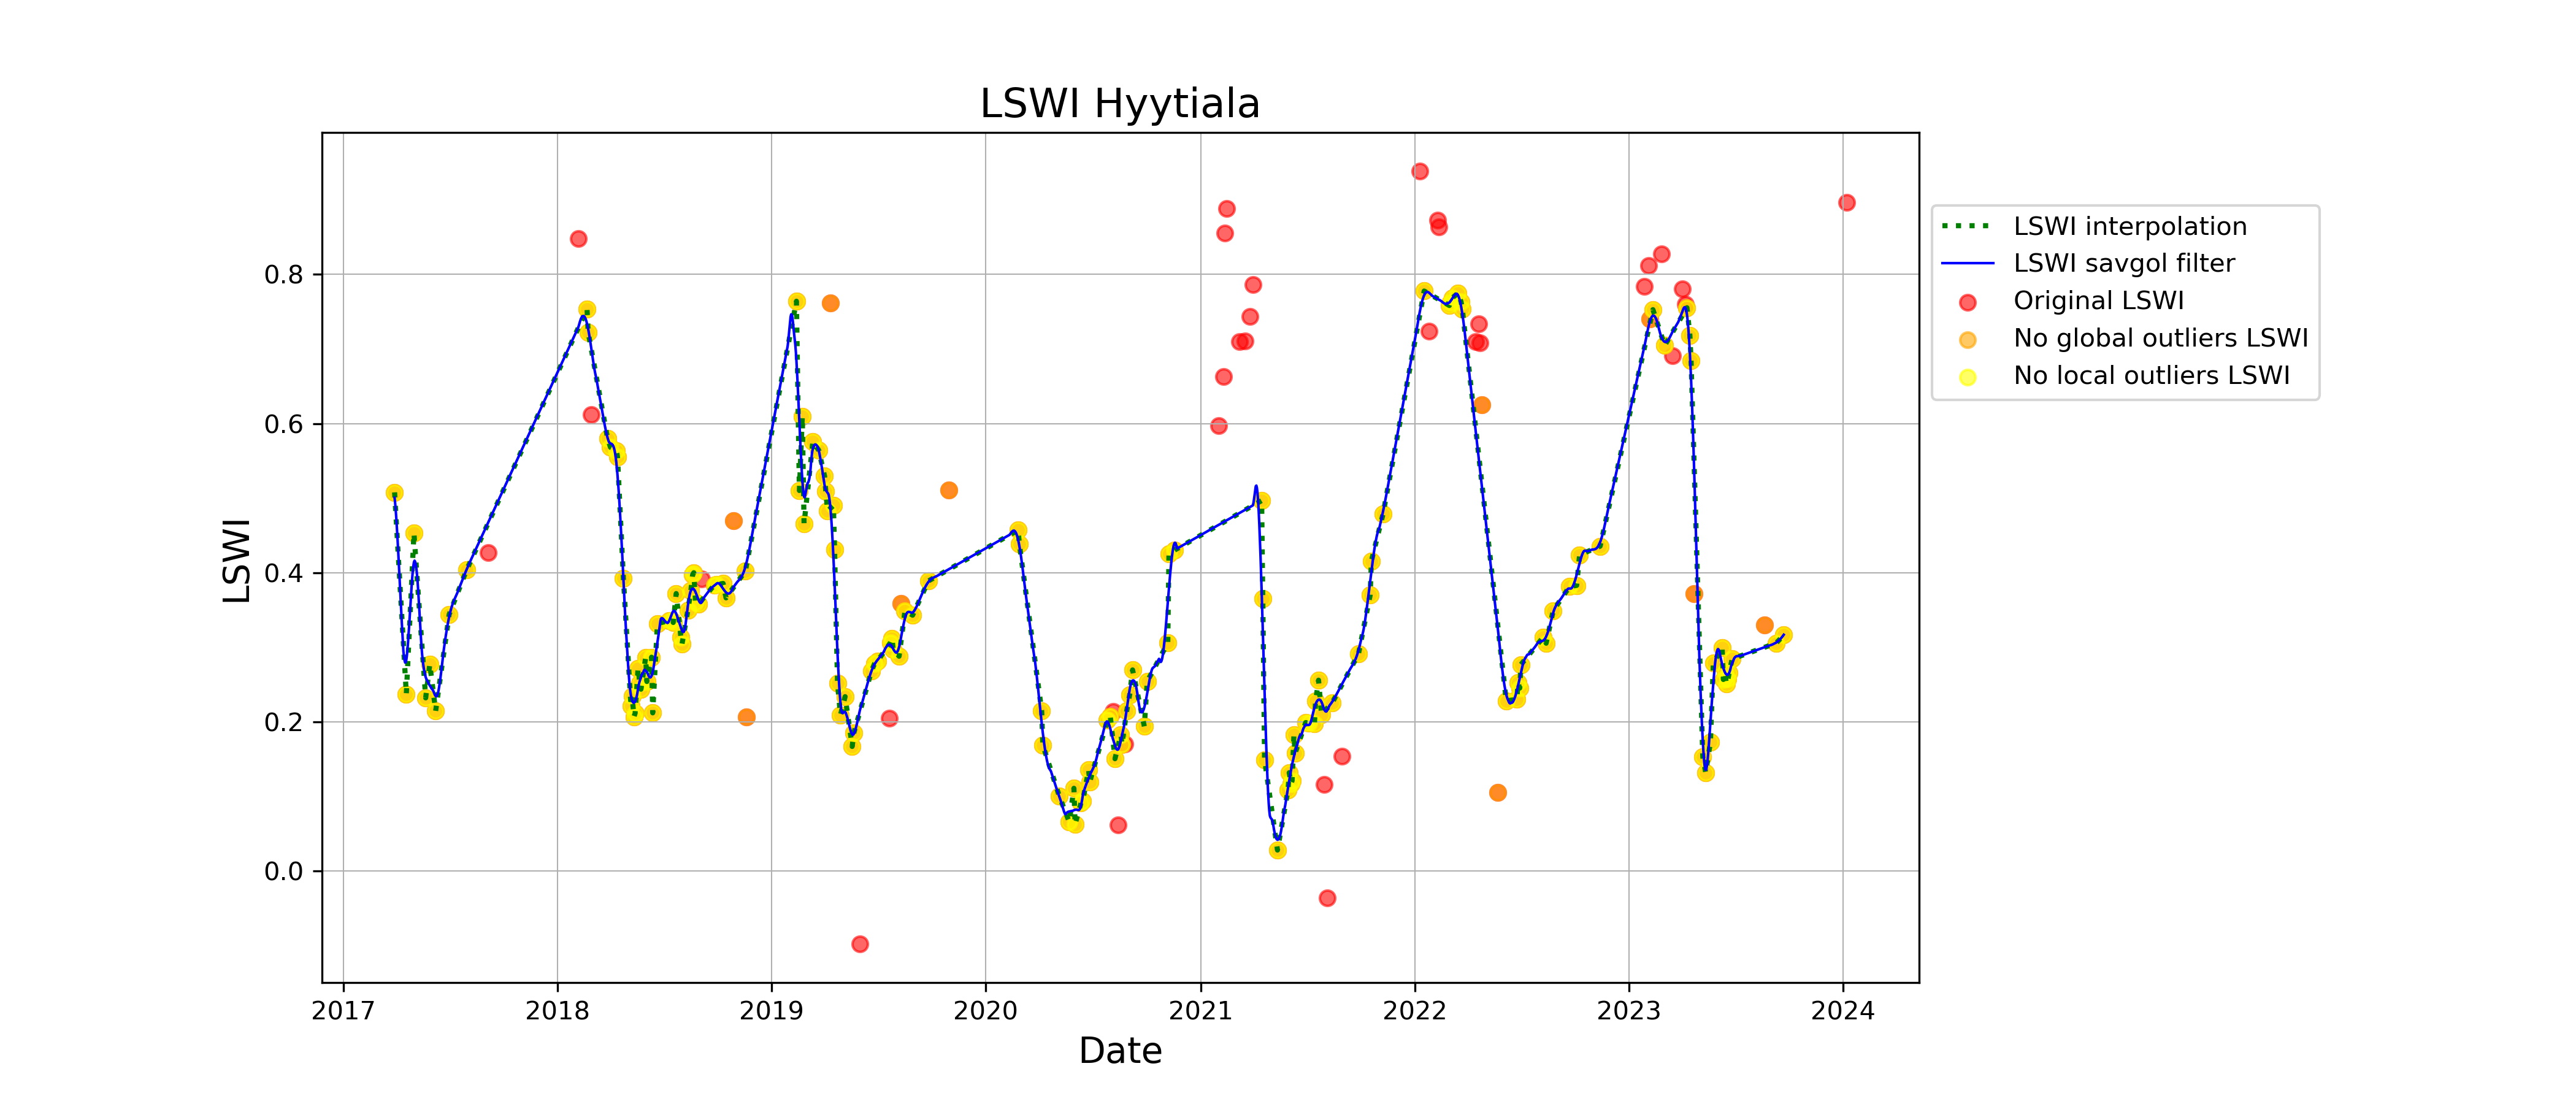 LSWI Hyytiala
LSWI
0.8
0.6
0.4
0.2
0.0
2017 2018 2019 2020 2021 2022 2023 2024
Date
LSWI interpolation
LSWI savgol filter
Original LSWI
No global outliers LSWI
No local outliers LSWI